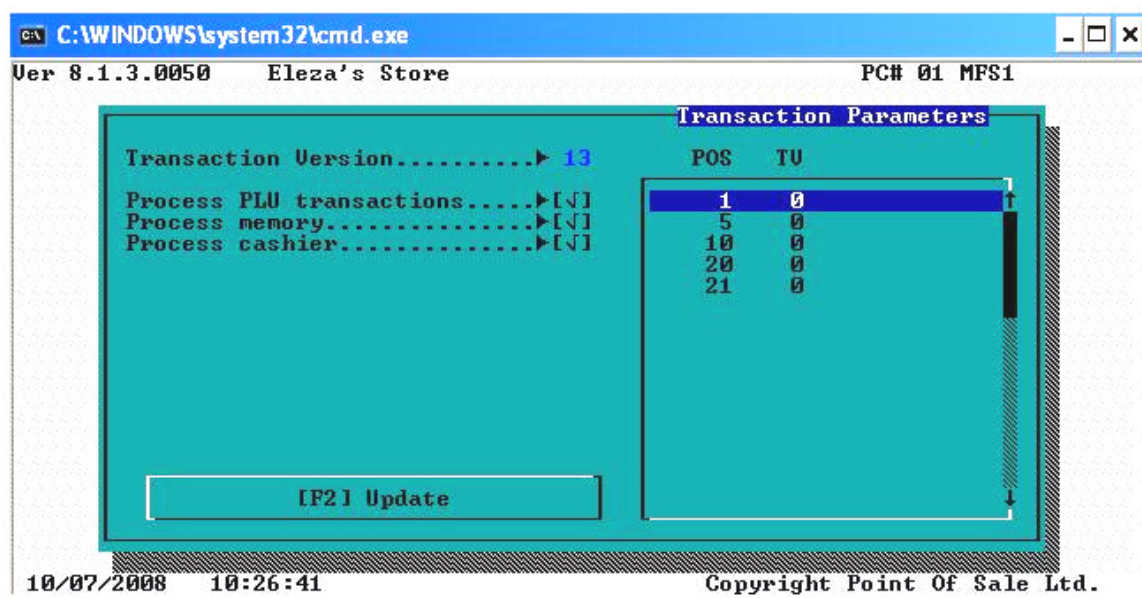 C:\WINDOWS\system32\cmd.exe
Ver 8.1.3.0050 Eleza's Store PC# 01 MFS1
Transaction Parameters
Transaction Version..........► 13 POS TV
Process PLU transactions.....►[√] 1 0
Process memory...............►[√] 5 0
Process cashier..............►[√] 10 0
20 0
21 0
[F2] Update
10/07/2008 10:26:41 Copyright Point Of Sale Ltd.